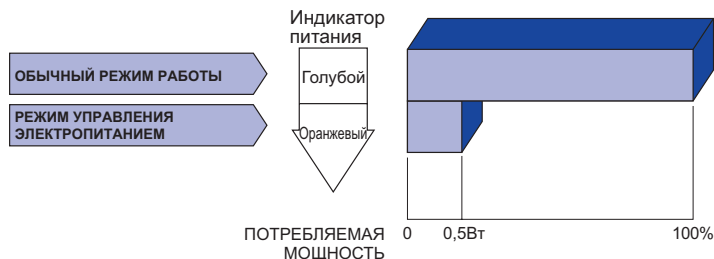 Индикатор
питания
ОБЫЧНЫЙ РЕЖИМ РАБОТЫ
Голубой
РЕЖИМ УПРАВЛЕНИЯ
ЭЛЕКТРОПИТАНИЕМ
Оранжевый
ПОТРЕБЛЯЕМАЯ
МОЩНОСТЬ
0 0,5Вт 100%